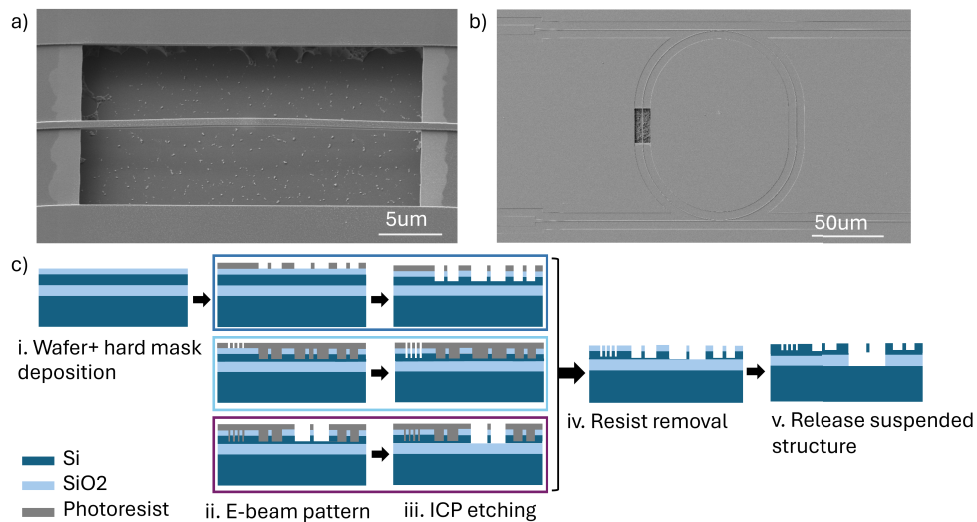 a)
5um
b)
50um
c)
i. Wafer+ hard mask
deposition
ii. E-beam pattern
iii. ICP etching
iv. Resist removal
v. Release suspended
structure
Si
SiO2
Photoresist